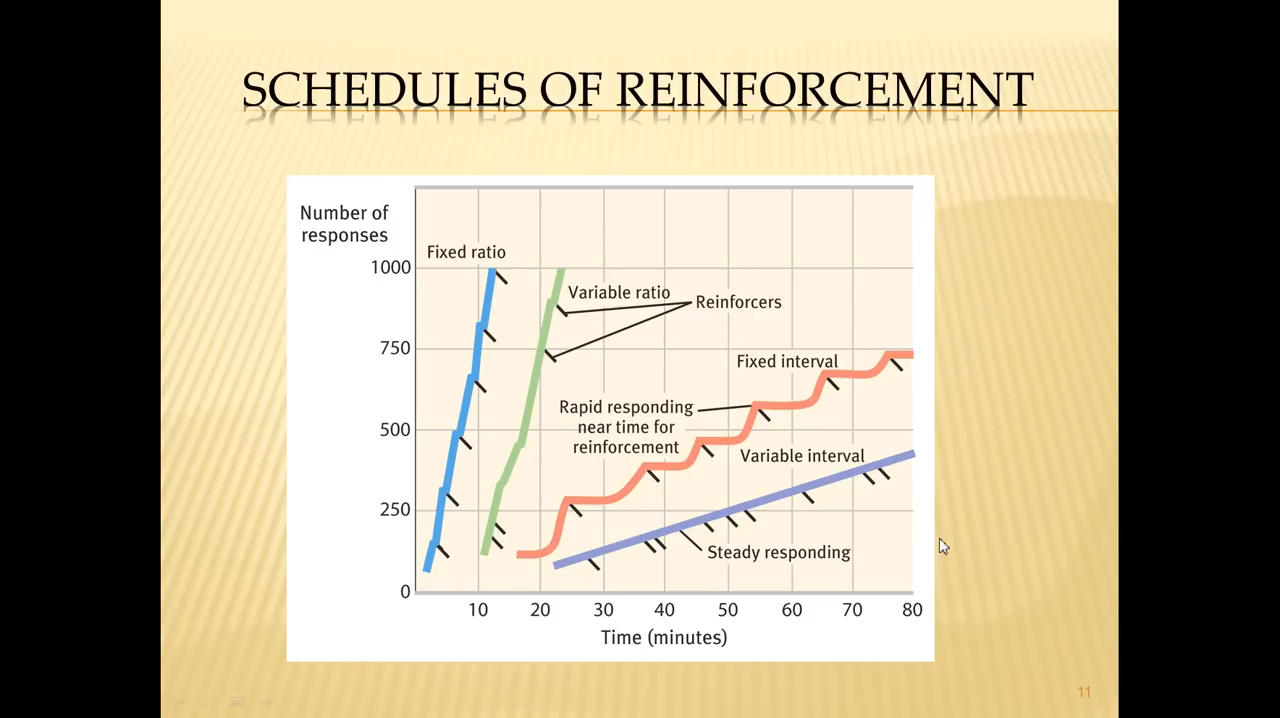 SCHEDULES OF REINFORCEMENT
Number of
responses
Fixed ratio
1000
Variable ratio
Reinforcers
750
Fixed interval
Rapid responding
near time for
reinforcement
500
Variable interval
250
Steady responding
0
10 20 30 40 50 60 70 80
Time (minutes)
11